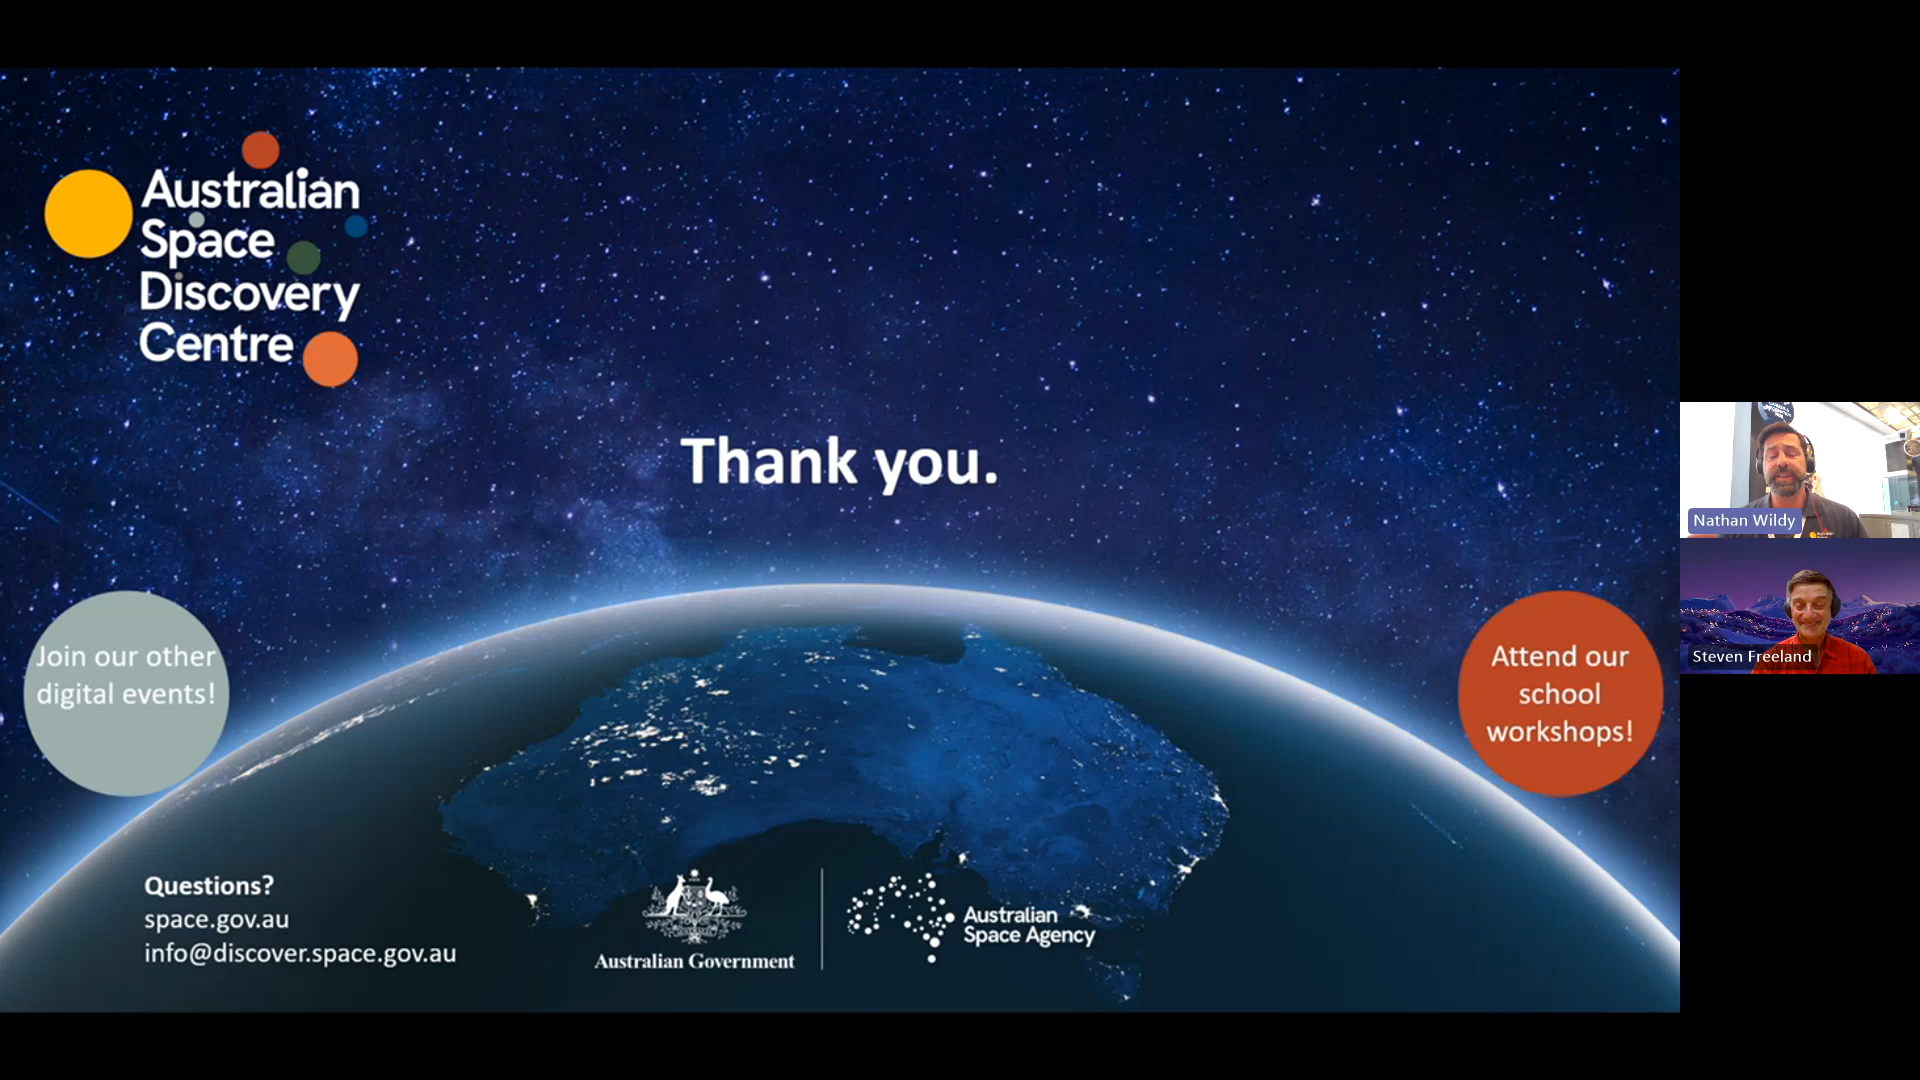 Australian
Space
Discovery
Centre
Thank you.
Join our other
digital events!
Attend our
school
workshops!
Questions?
space.gov.au
info@discover.space.gov.au
Australian Government
Australian
Space Agency
Nathan Wildy
Steven Freeland